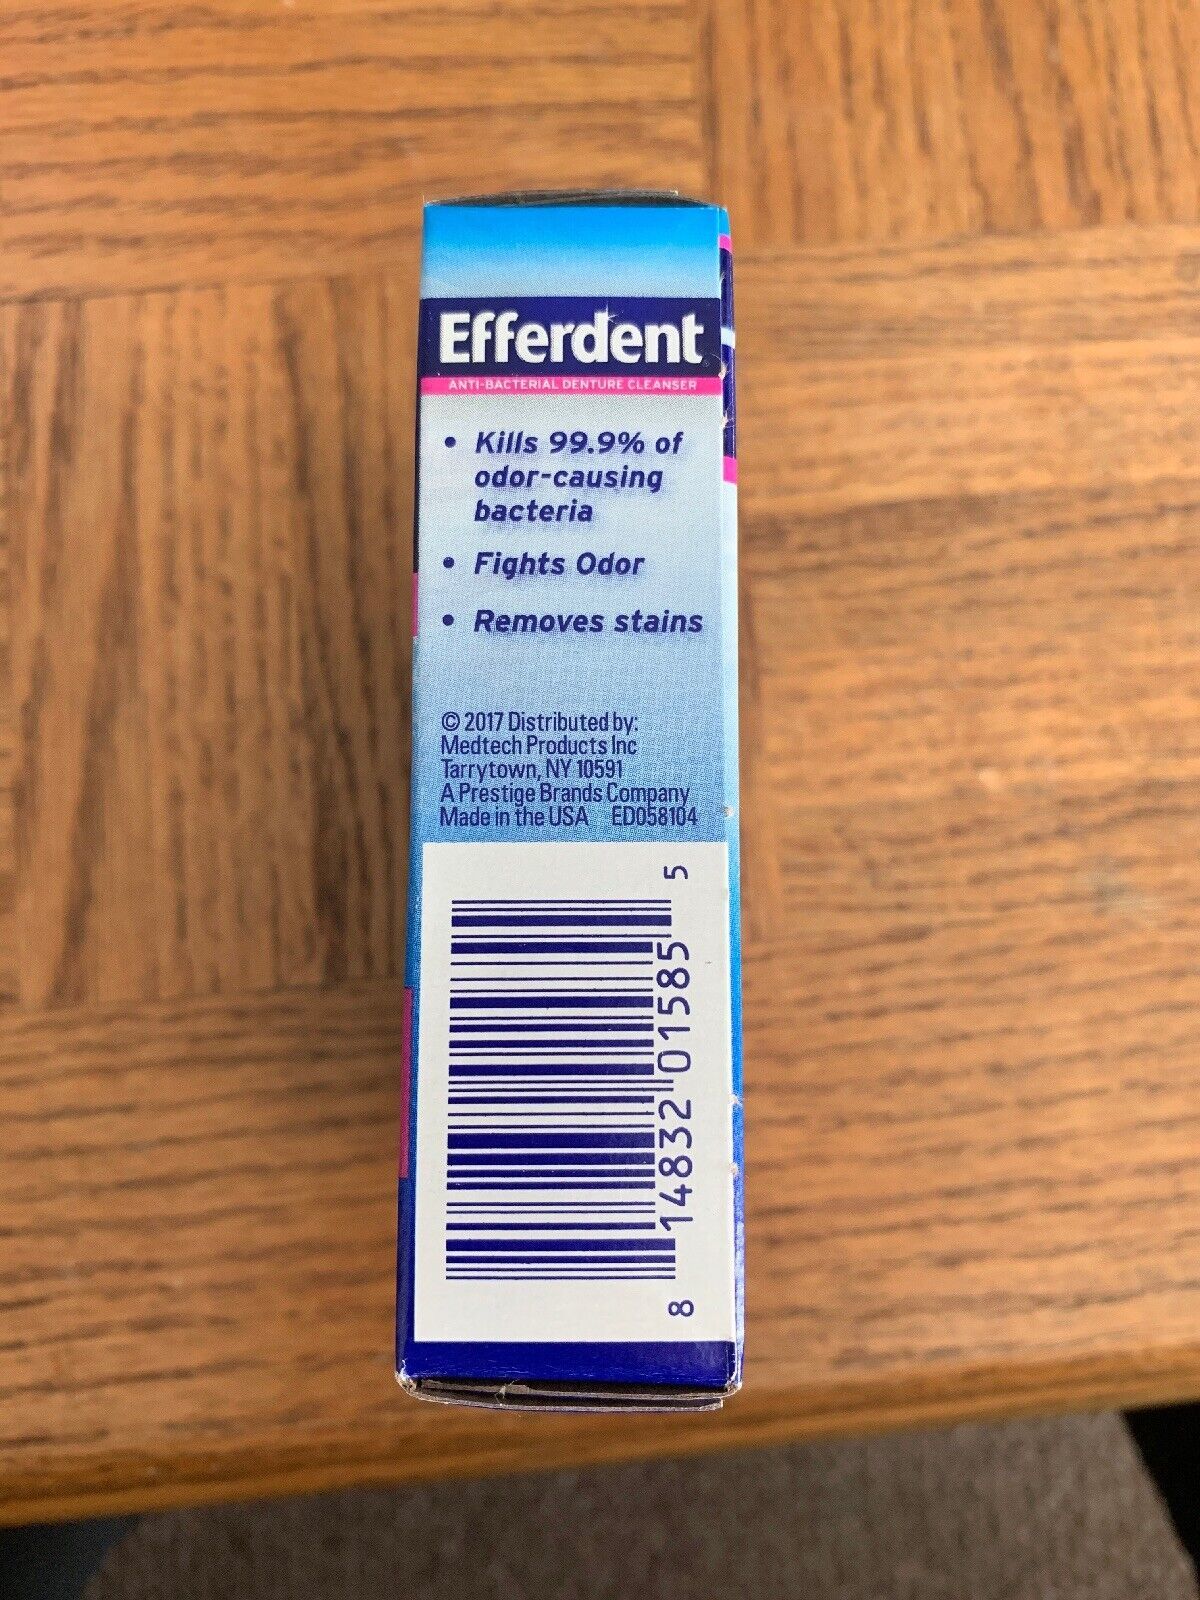 Efferdent
ANTI-BACTERIAL DENTURE CLEANSER
• Kills 99.9% of
odor-causing
bacteria
• Fights Odor
• Removes stains
© 2017 Distributed by:
Medtech Products Inc
Tarrytown, NY 10591
A Prestige Brands Company
Made in the USA ED058104
8 14832 01585 5